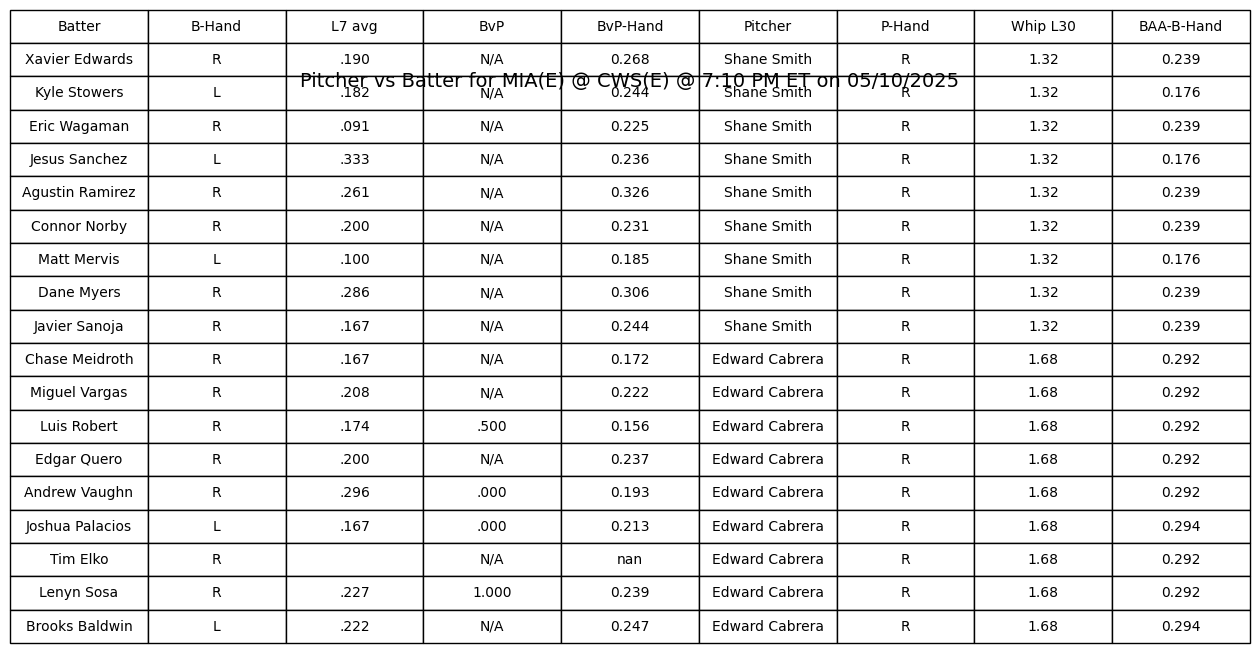 Batter B-Hand L7 avg BvP BvP-Hand Pitcher P-Hand Whip L30 BAA-B-Hand
Xavier Edwards R .190 N/A 0.268 Shane Smith R 1.32 0.239
Pitcher vs Batter for MIA(E) @ CWS(E) @ 7:10 PM ET on 05/10/2025
Kyle Stowers L .182 N/A 0.244 Shane Smith R 1.32 0.176
Eric Wagaman R .091 N/A 0.225 Shane Smith R 1.32 0.239
Jesus Sanchez L .333 N/A 0.236 Shane Smith R 1.32 0.176
Agustin Ramirez R .261 N/A 0.326 Shane Smith R 1.32 0.239
Connor Norby R .200 N/A 0.231 Shane Smith R 1.32 0.239
Matt Mervis L .100 N/A 0.185 Shane Smith R 1.32 0.176
Dane Myers R .286 N/A 0.306 Shane Smith R 1.32 0.239
Javier Sanoja R .167 N/A 0.244 Shane Smith R 1.32 0.239
Chase Meidroth R .167 N/A 0.172 Edward Cabrera R 1.68 0.292
Miguel Vargas R .208 N/A 0.222 Edward Cabrera R 1.68 0.292
Luis Robert R .174 .500 0.156 Edward Cabrera R 1.68 0.292
Edgar Quero R .200 N/A 0.237 Edward Cabrera R 1.68 0.292
Andrew Vaughn R .296 .000 0.193 Edward Cabrera R 1.68 0.292
Joshua Palacios L .167 .000 0.213 Edward Cabrera R 1.68 0.294
Tim Elko R N/A nan Edward Cabrera R 1.68 0.292
Lenyn Sosa R .227 1.000 0.239 Edward Cabrera R 1.68 0.292
Brooks Baldwin L .222 N/A 0.247 Edward Cabrera R 1.68 0.294